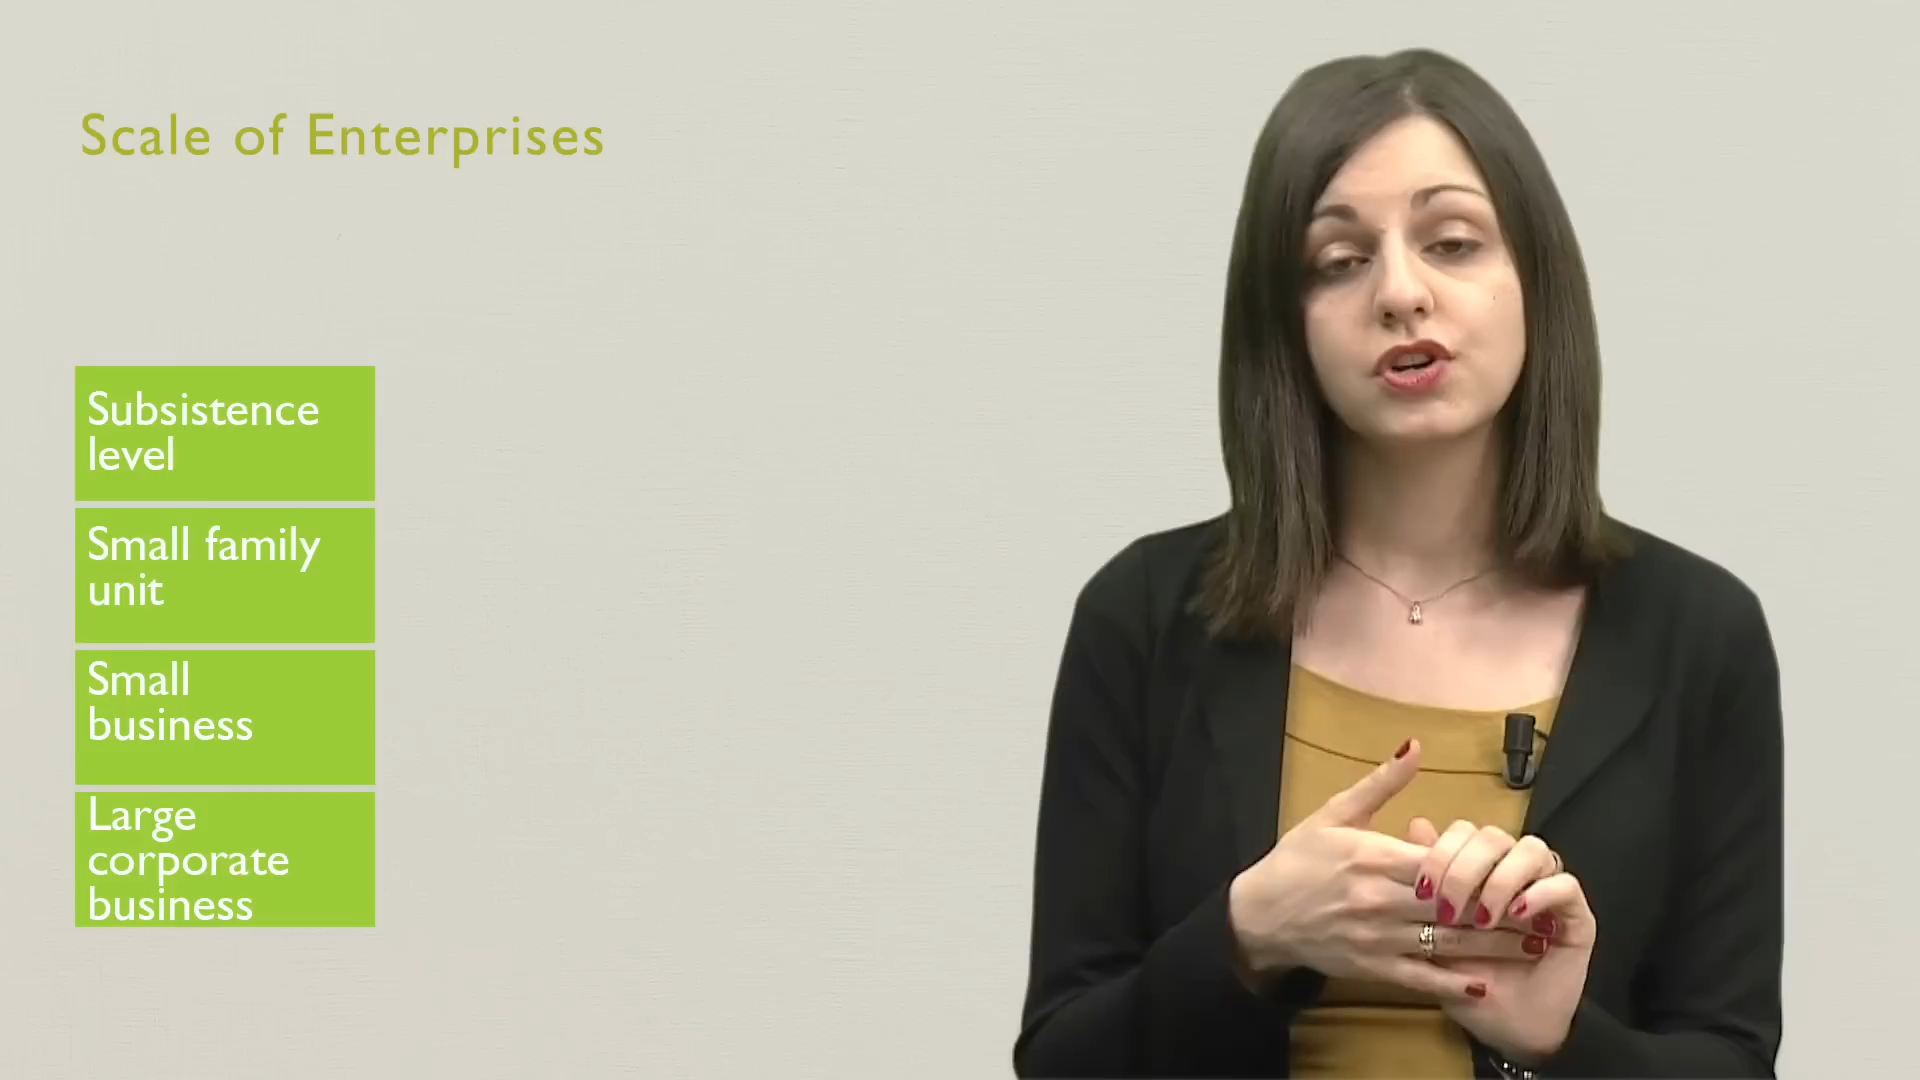 Scale of Enterprises
Subsistence
level
Small family
unit
Small
business
Large
corporate
business